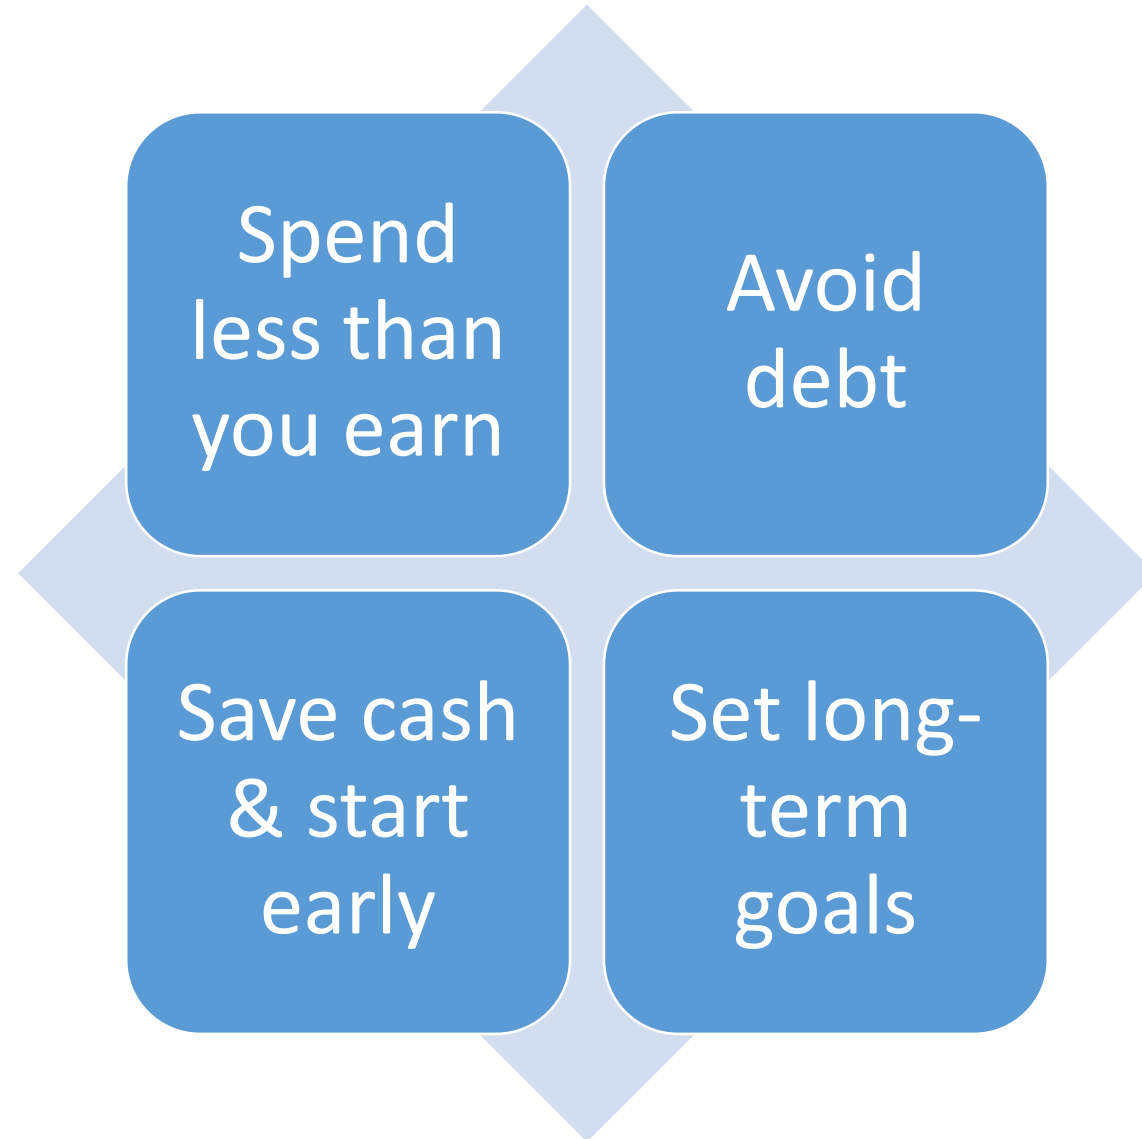 Spend
less than
you earn
Avoid
debt
Save cash
& start
early
Set long-
term
goals